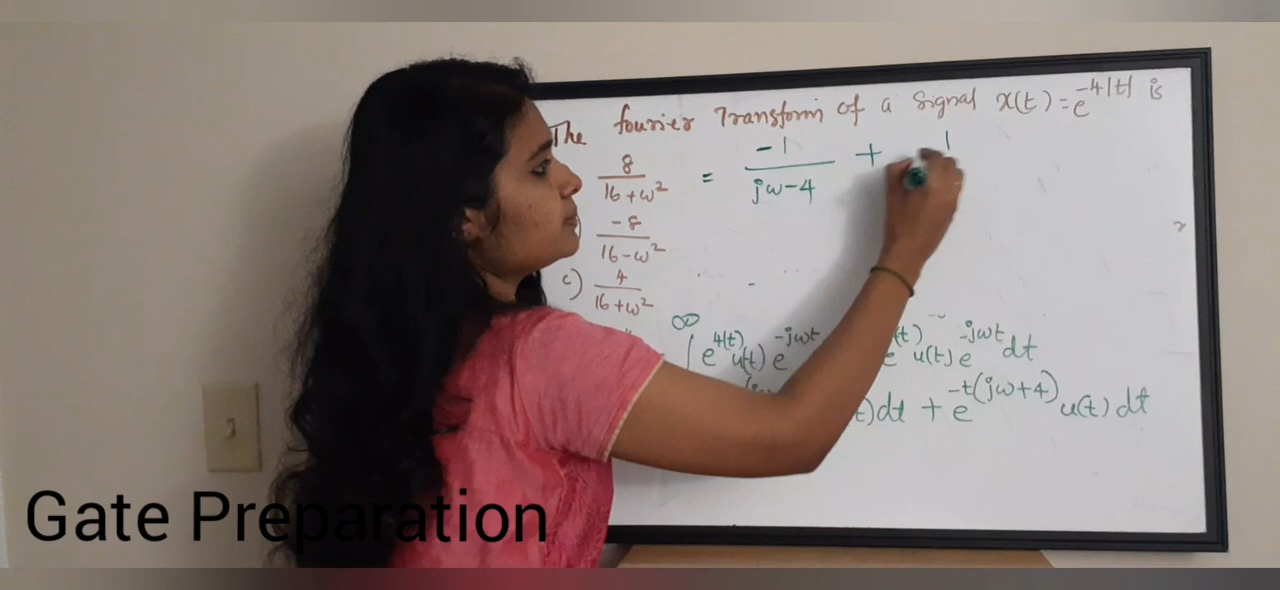 The fourier Transform of a signal x(t)=e^-4|t| is
8/16+ω² = -1/jω-4 + 1
) -8/16-ω²
c) 4/16+ω²
∞ ∫ e^4(t) u(t) e^-jωt (t) e u(t) e^-jωt dt
t)dt + e^-t(jω+4) u(t) dt
Gate Preparation